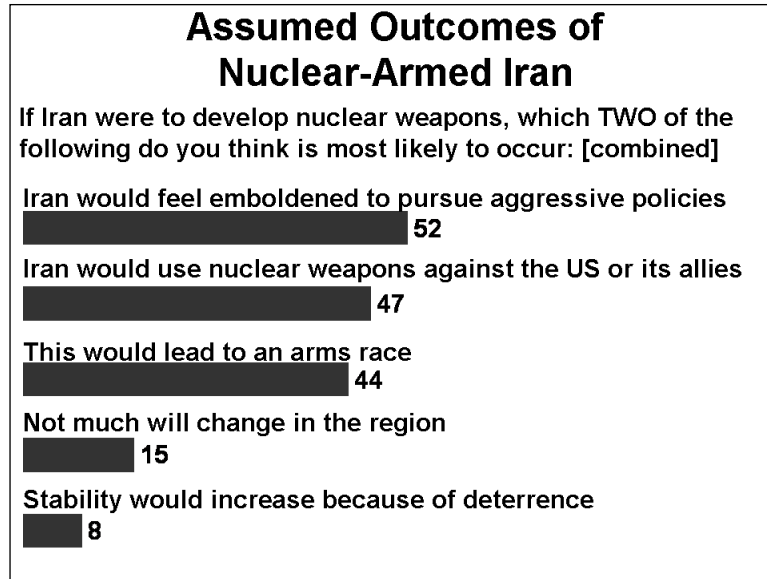 Assumed Outcomes of
Nuclear-Armed Iran
If Iran were to develop nuclear weapons, which TWO of the
following do you think is most likely to occur: [combined]
Iran would feel emboldened to pursue aggressive policies
52
Iran would use nuclear weapons against the US or its allies
47
This would lead to an arms race
44
Not much will change in the region
15
Stability would increase because of deterrence
8